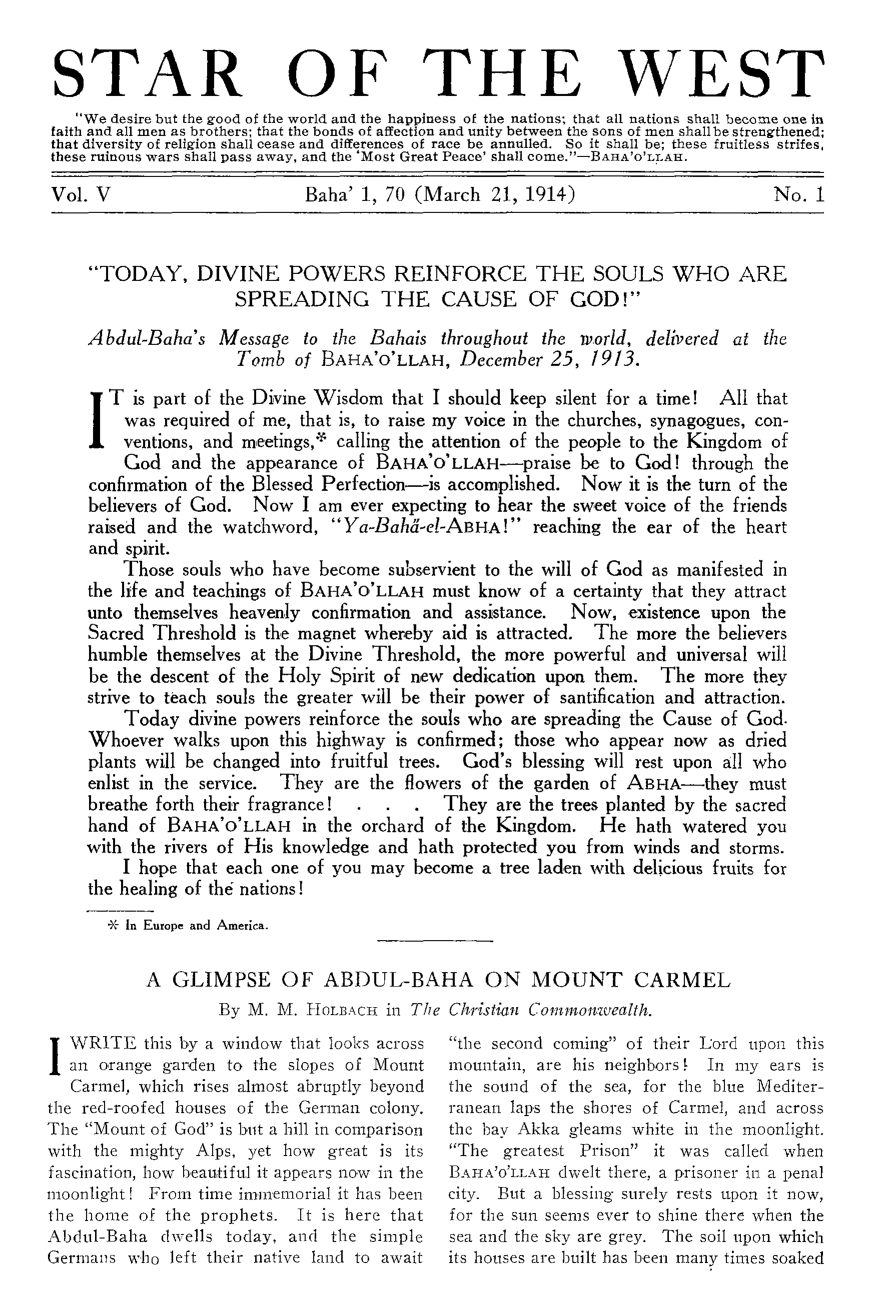 STAR OF THE WEST
"We desire but the good of the world and the happiness of the nations; that all nations shall become one in
faith and all men as brothers; that the bonds of affection and unity between the sons of men shall be strengthened;
that diversity of religion shall cease and differences of race be annulled. So it shall be; these fruitless strifes,
these ruinous wars shall pass away, and the 'Most Great Peace' shall come."—BAHA'O'LLAH.
Vol. V Baha' 1, 70 (March 21, 1914) No. 1
"TODAY, DIVINE POWERS REINFORCE THE SOULS WHO ARE
SPREADING THE CAUSE OF GOD!"
Abdul-Baha's Message to the Bahais throughout the world, delivered at the
Tomb of BAHA'O'LLAH, December 25, 1913.
IT is part of the Divine Wisdom that I should keep silent for a time! All that
was required of me, that is, to raise my voice in the churches, synagogues, con-
ventions, and meetings,* calling the attention of the people to the Kingdom of
God and the appearance of BAHA'O'LLAH—praise be to God! through the
confirmation of the Blessed Perfection—is accomplished. Now it is the turn of the
believers of God. Now I am ever expecting to hear the sweet voice of the friends
raised and the watchword, "Ya-Bahä-el-ABHA!" reaching the ear of the heart
and spirit.
Those souls who have become subservient to the will of God as manifested in
the life and teachings of BAHA'O'LLAH must know of a certainty that they attract
unto themselves heavenly confirmation and assistance. Now, existence upon the
Sacred Threshold is the magnet whereby aid is attracted. The more the believers
humble themselves at the Divine Threshold, the more powerful and universal will
be the descent of the Holy Spirit of new dedication upon them. The more they
strive to teach souls the greater will be their power of santification and attraction.
Today divine powers reinforce the souls who are spreading the Cause of God.
Whoever walks upon this highway is confirmed; those who appear now as dried
plants will be changed into fruitful trees. God's blessing will rest upon all who
enlist in the service. They are the flowers of the garden of ABHA—they must
breathe forth their fragrance! . . . They are the trees planted by the sacred
hand of BAHA'O'LLAH in the orchard of the Kingdom. He hath watered you
with the rivers of His knowledge and hath protected you from winds and storms.
I hope that each one of you may become a tree laden with delicious fruits for
the healing of the nations!
* In Europe and America.
A GLIMPSE OF ABDUL-BAHA ON MOUNT CARMEL
By M. M. HOLBACH in The Christian Commonwealth.
I WRITE this by a window that looks across
an orange garden to the slopes of Mount
Carmel, which rises almost abruptly beyond
the red-roofed houses of the German colony.
The "Mount of God" is but a hill in comparison
with the mighty Alps, yet how great is its
fascination, how beautiful it appears now in the
moonlight! From time immemorial it has been
the home of the prophets. It is here that
Abdul-Baha dwells today, and the simple
Germans who left their native land to await
"the second coming" of their Lord upon this
mountain, are his neighbors! In my ears is
the sound of the sea, for the blue Mediter-
ranean laps the shores of Carmel, and across
the bay Akka gleams white in the moonlight.
"The greatest Prison" it was called when
BAHA'O'LLAH dwelt there, a prisoner in a penal
city. But a blessing surely rests upon it now,
for the sun seems ever to shine there when the
sea and the sky are grey. The soil upon which
its houses are built has been many times soaked